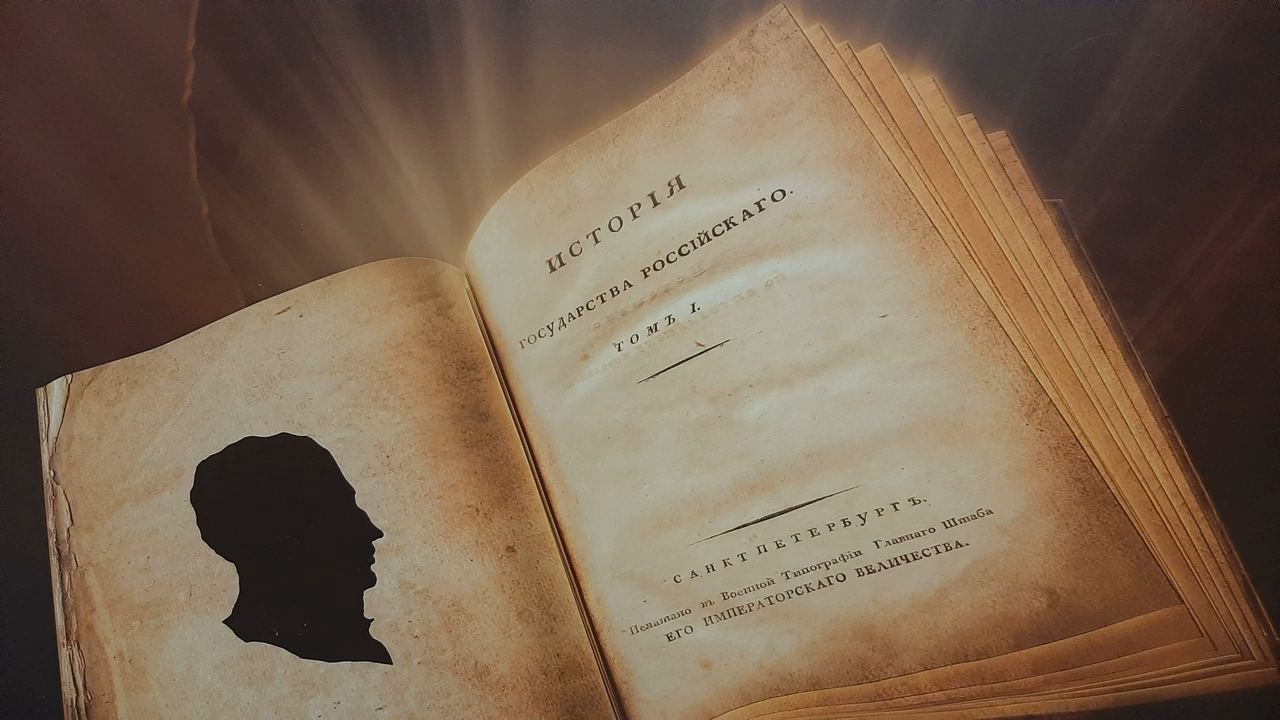 ИСТОРІЯ
ГОСУДАРСТВА РОССІЙСКАГО.
ТОМЪ I.
САНКТПЕТЕРБУРГЪ.
Печатано въ Военной Типографіи Главнаго Штаба
ЕГО ИМПЕРАТОРСКАГО ВЕЛИЧЕСТВА.